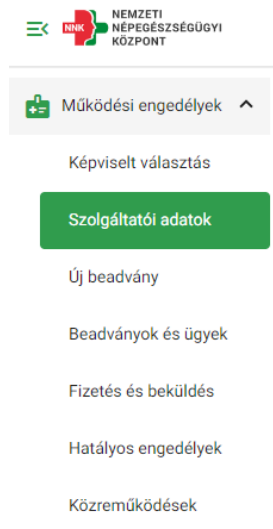 NNK
NEMZETI
NÉPEGÉSZSÉGÜGYI
KÖZPONT
Működési engedélyek
Képviselt választás
Szolgáltatói adatok
Új beadvány
Beadványok és ügyek
Fizetés és beküldés
Hatályos engedélyek
Közreműködések